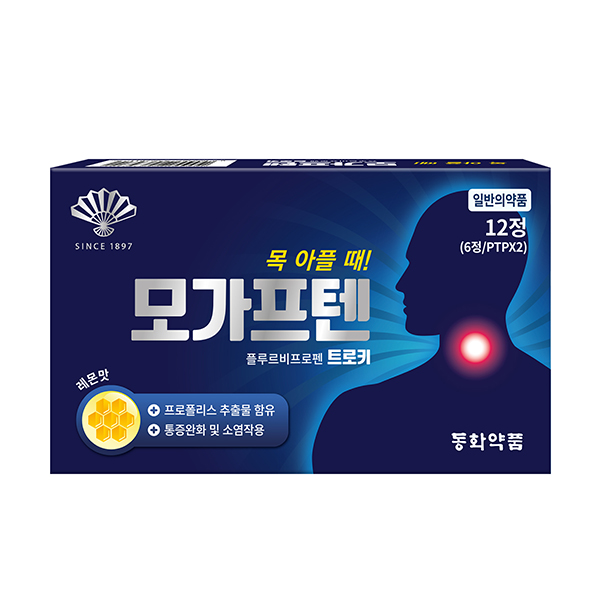 SINCE 1897
일반의약품
12정
(6정/PTPX2)
목 아플 때!
모가프텐
플루르비프로펜 트로키
레몬맛
+ 프로폴리스 추출물 함유
+ 통증완화 및 소염작용
동화약품